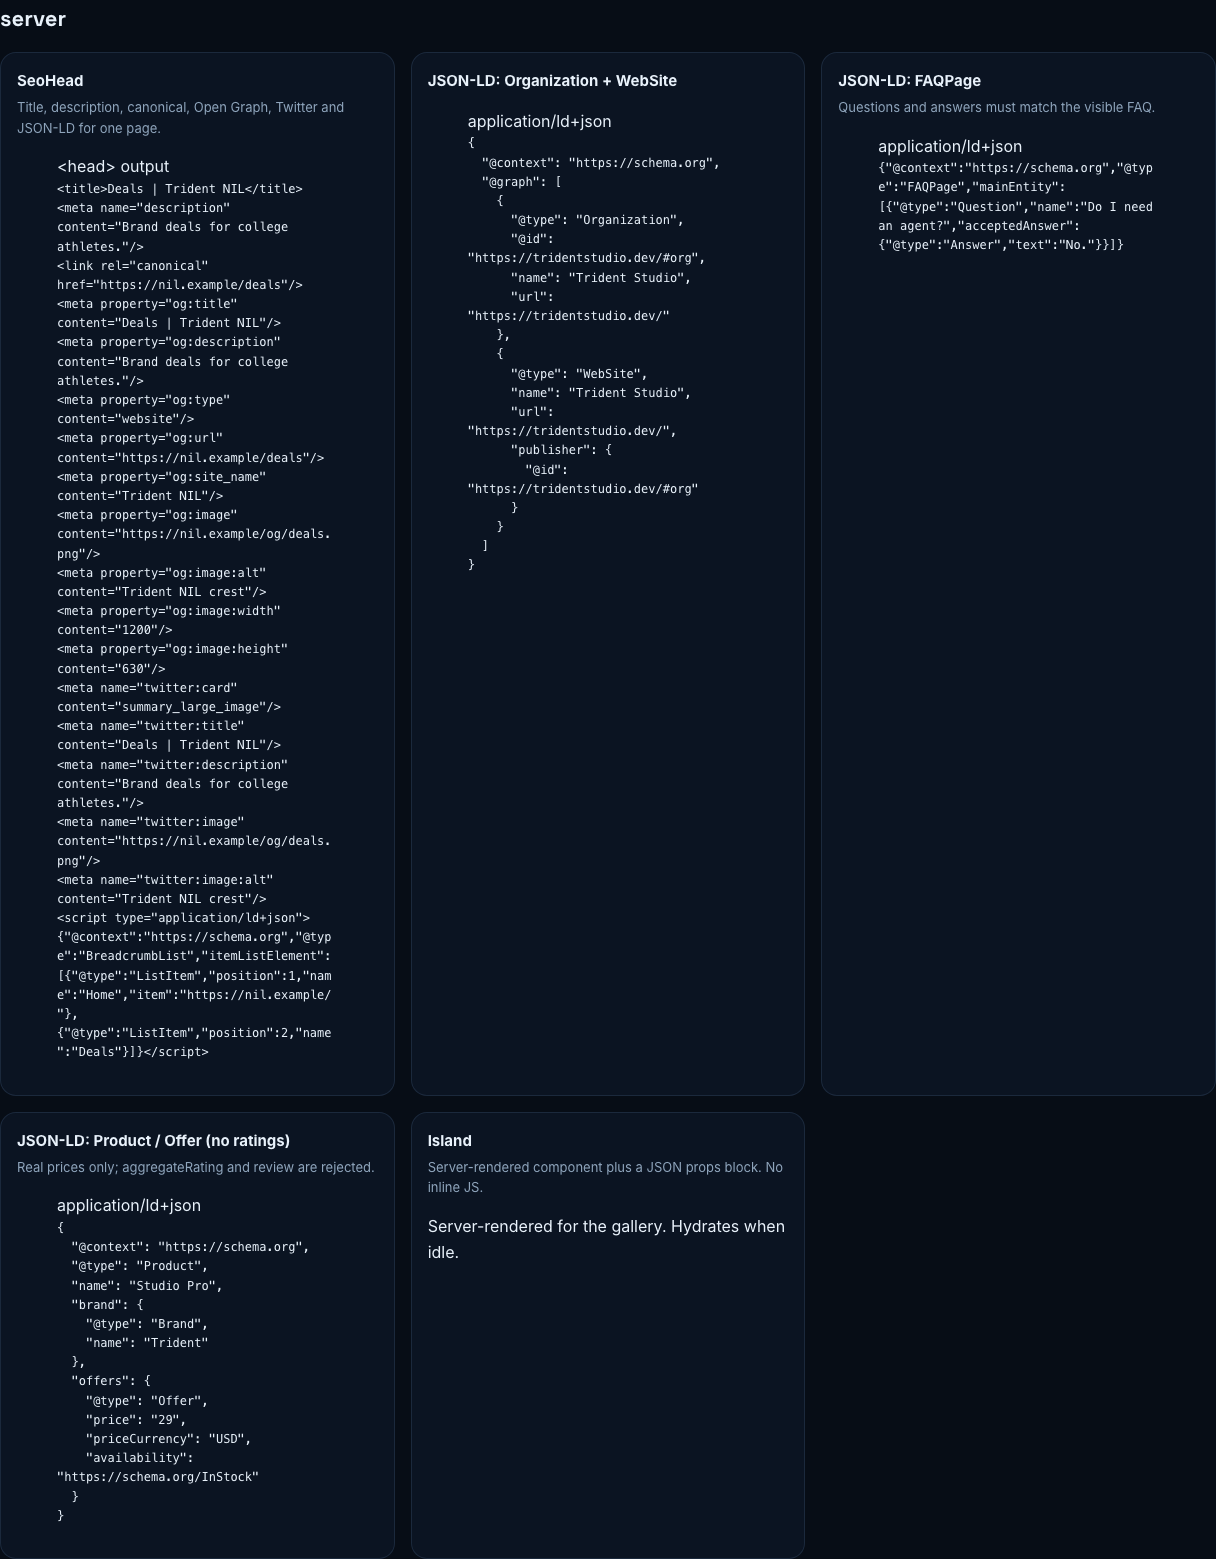 server
SeoHead
Title, description, canonical, Open Graph, Twitter and
JSON-LD for one page.
<head> output
<title>Deals | Trident NIL</title>
<meta name="description"
content="Brand deals for college
athletes."/>
<link rel="canonical"
href="https://nil.example/deals"/>
<meta property="og:title"
content="Deals | Trident NIL"/>
<meta property="og:description"
content="Brand deals for college
athletes."/>
<meta property="og:type"
content="website"/>
<meta property="og:url"
content="https://nil.example/deals"/>
<meta property="og:site_name"
content="Trident NIL"/>
<meta property="og:image"
content="https://nil.example/og/deals.
png"/>
<meta property="og:image:alt"
content="Trident NIL crest"/>
<meta property="og:image:width"
content="1200"/>
<meta property="og:image:height"
content="630"/>
<meta name="twitter:card"
content="summary_large_image"/>
<meta name="twitter:title"
content="Deals | Trident NIL"/>
<meta name="twitter:description"
content="Brand deals for college
athletes."/>
<meta name="twitter:image"
content="https://nil.example/og/deals.
png"/>
<meta name="twitter:image:alt"
content="Trident NIL crest"/>
<script type="application/ld+json">
{"@context":"https://schema.org","@typ
e":"BreadcrumbList","itemListElement":
[{"@type":"ListItem","position":1,"nam
e":"Home","item":"https://nil.example/
"},
{"@type":"ListItem","position":2,"name
":"Deals"}]}</script>
JSON-LD: Organization + WebSite
application/ld+json
{
  "@context": "https://schema.org",
  "@graph": [
    {
      "@type": "Organization",
      "@id":
"https://tridentstudio.dev/#org",
      "name": "Trident Studio",
      "url":
"https://tridentstudio.dev/"
    },
    {
      "@type": "WebSite",
      "name": "Trident Studio",
      "url":
"https://tridentstudio.dev/",
      "publisher": {
        "@id":
"https://tridentstudio.dev/#org"
      }
    }
  ]
}
JSON-LD: FAQPage
Questions and answers must match the visible FAQ.
application/ld+json
{"@context":"https://schema.org","@typ
e":"FAQPage","mainEntity":
[{"@type":"Question","name":"Do I need
an agent?","acceptedAnswer":
{"@type":"Answer","text":"No."}}]}
JSON-LD: Product / Offer (no ratings)
Real prices only; aggregateRating and review are rejected.
application/ld+json
{
  "@context": "https://schema.org",
  "@type": "Product",
  "name": "Studio Pro",
  "brand": {
    "@type": "Brand",
    "name": "Trident"
  },
  "offers": {
    "@type": "Offer",
    "price": "29",
    "priceCurrency": "USD",
    "availability":
"https://schema.org/InStock"
  }
}
Island
Server-rendered component plus a JSON props block. No
inline JS.
Server-rendered for the gallery. Hydrates when
idle.